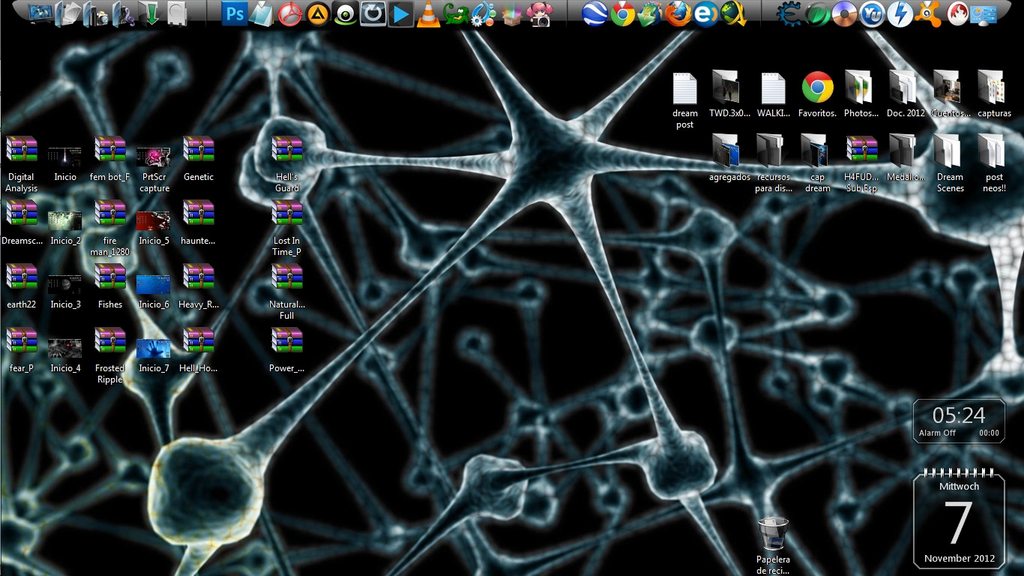 Ps
dream
post
TWD.3x0...
WALKI...
Favoritos.
Photos...
Doc. 2012
Cuentos...
capturas
Digital
Analysis
Inicio
fem bot_F
PrtScr
capture
Genetic
Hell's
Guard
agregados
recursos
para dis...
cap
dream
H4FUD...
Sub.Esp
Medal...
Dream
Scenes
post
neos!!
Dreamsc...
Inicio_2
fire
man_1280
Inicio_5
haunte...
Lost In
Time_P
earth22
Inicio_3
Fishes
Inicio_6
Heavy_R...
Natural...
Full
fear_P
Inicio_4
Frosted
Ripple
Inicio_7
Hell_Ho...
Power_...
05:24
Alarm Off 00:00
Mittwoch
7
November 2012
Papelera
de reci...